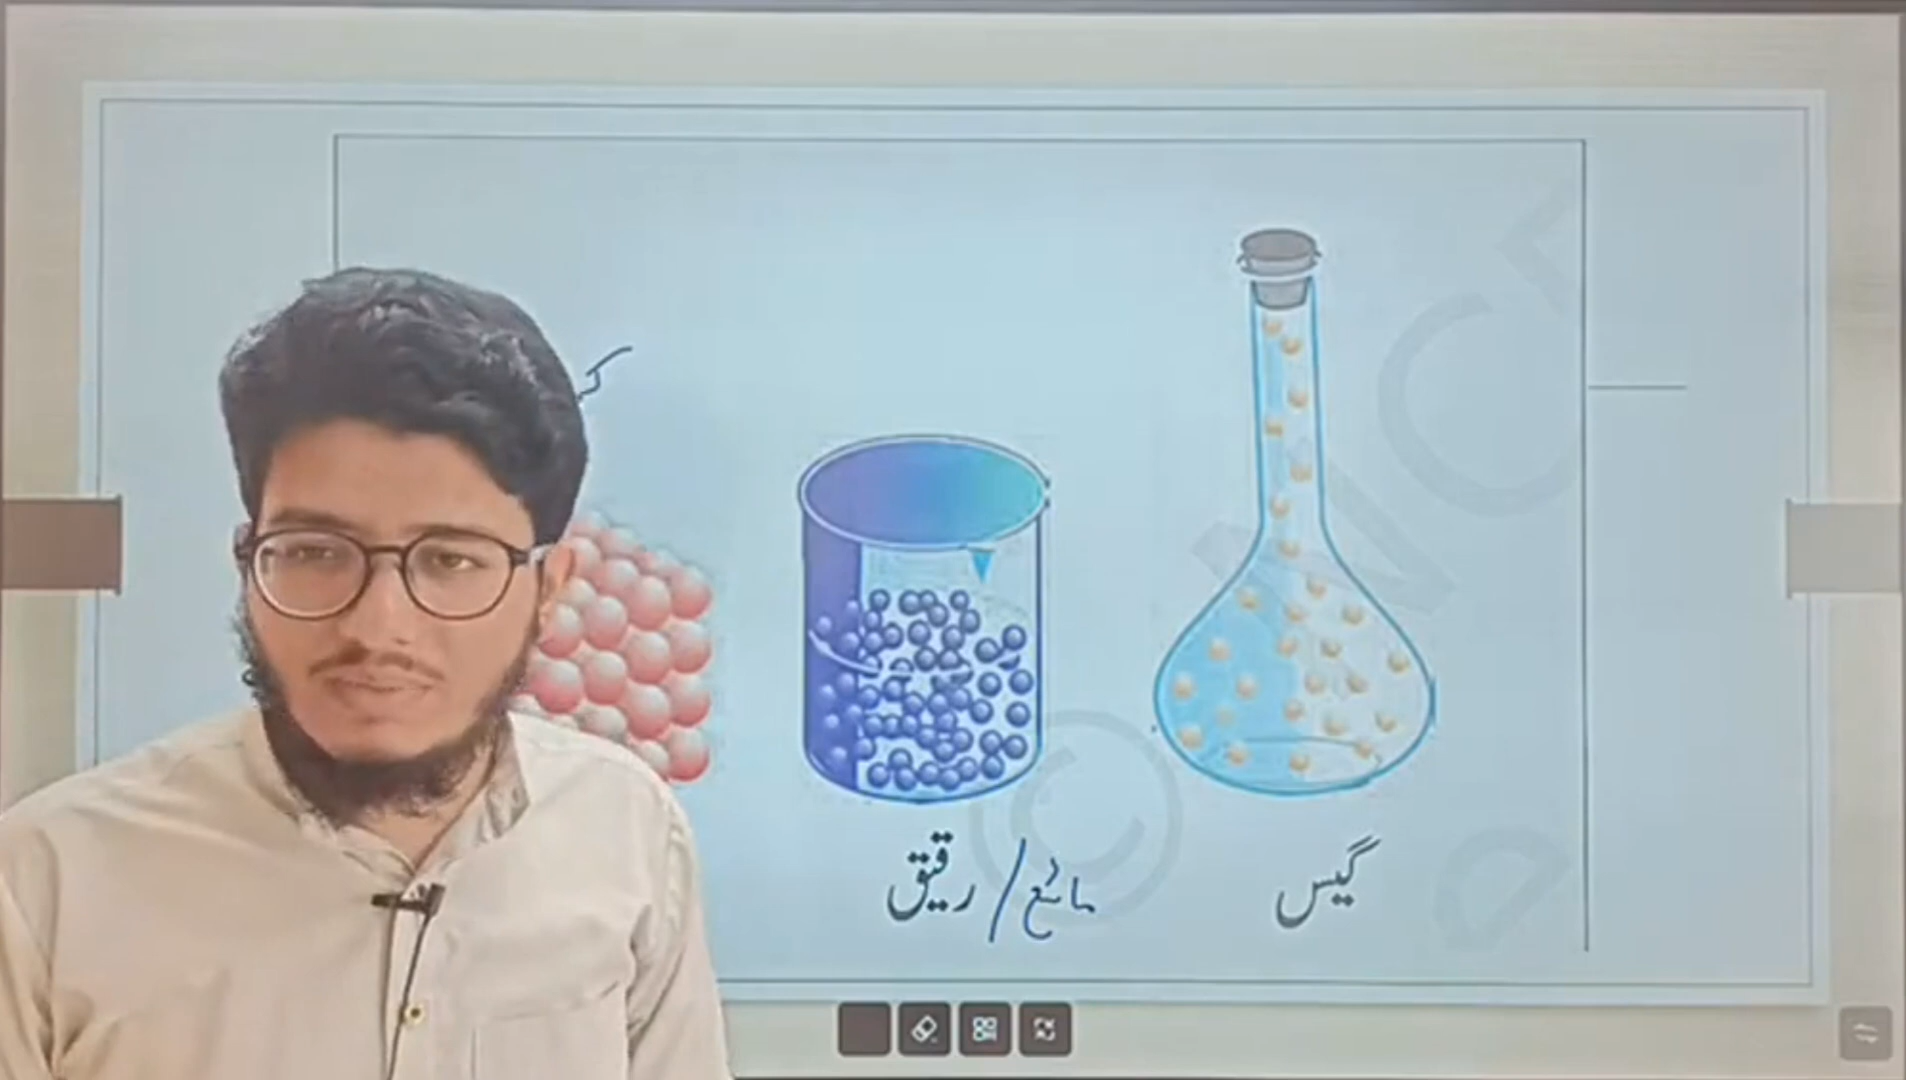 گیس
مائع / رقیق